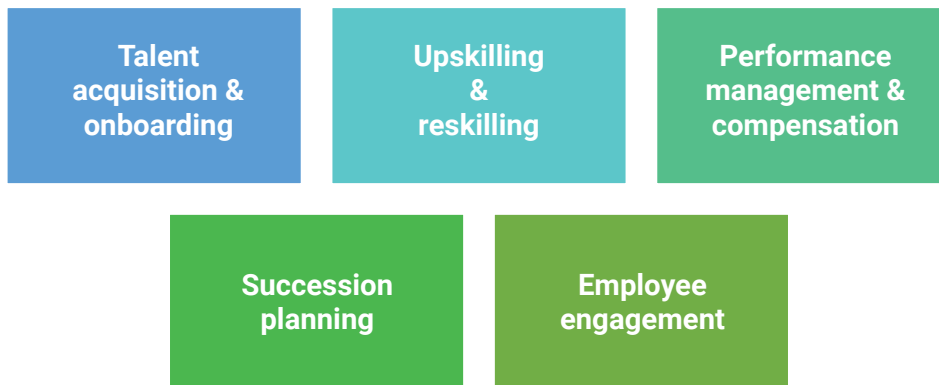 Talent
acquisition &
onboarding
Upskilling
&
reskilling
Performance
management &
compensation
Succession
planning
Employee
engagement